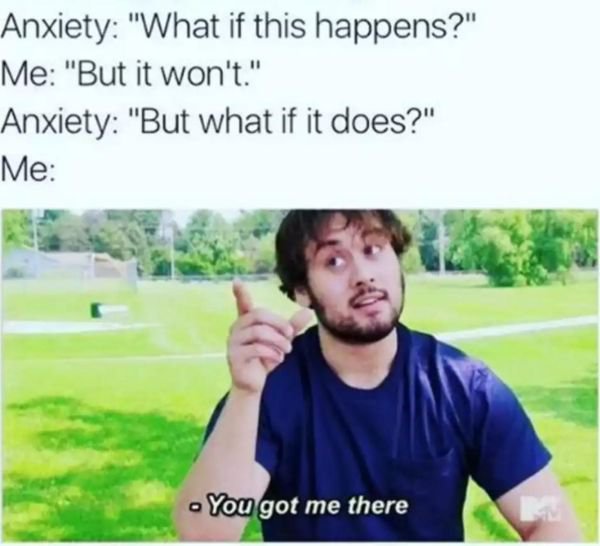 Anxiety: "What if this happens?"
Me: "But it won't."
Anxiety: "But what if it does?"
Me:
- You got me there
MTV